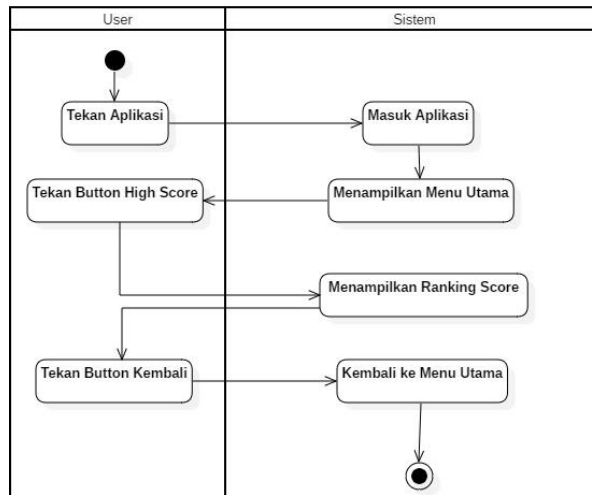 User
Sistem
Tekan Aplikasi
Masuk Aplikasi
Menampilkan Menu Utama
Tekan Button High Score
Menampilkan Ranking Score
Tekan Button Kembali
Kembali ke Menu Utama